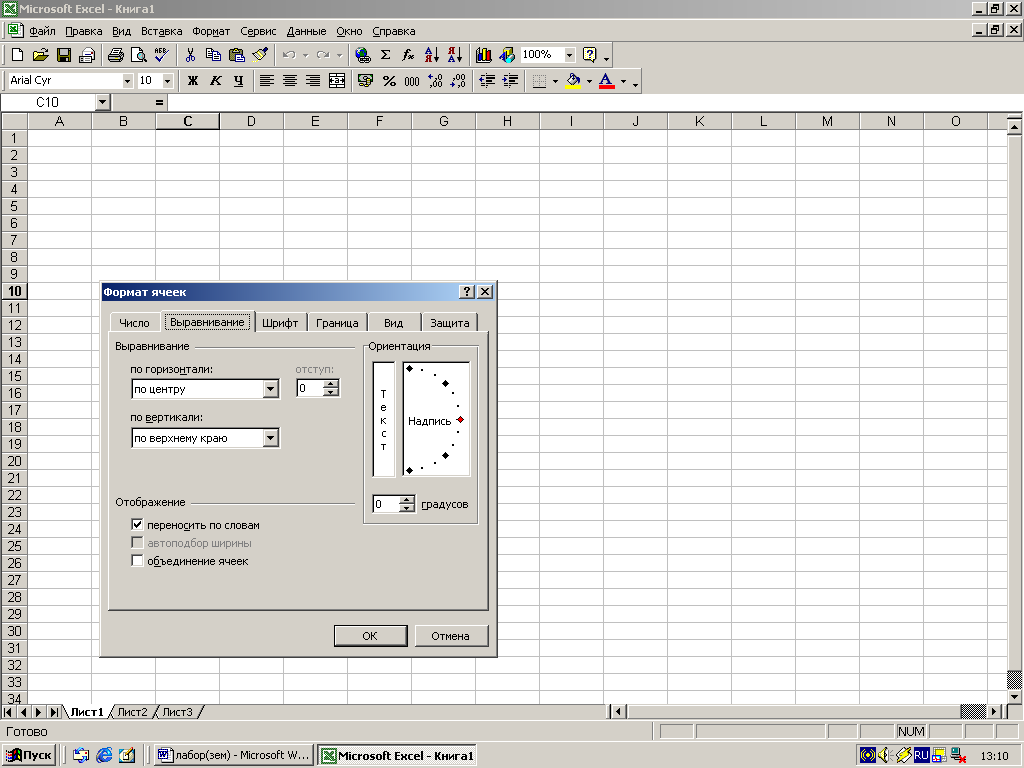 Microsoft Excel - Книга1
Файл Правка Вид Вставка Формат Сервис Данные Окно Справка
100%
Arial Cyr 10 Ж К Ч % 000
C10 =
A B C D E F G H I J K L M N O
1
2
3
4
5
6
7
8
9
10
11
12
13
14
15
16
17
18
19
20
21
22
23
24
25
26
27
28
29
30
31
32
33
34
Формат ячеек
Число Выравнивание Шрифт Граница Вид Защита
Выравнивание
по горизонтали: отступ:
по центру 0
по вертикали:
по верхнему краю
Ориентация
Текст
Надпись
0 градусов
Отображение
переносить по словам
автоподбор ширины
объединение ячеек
OK Отмена
Лист1 Лист2 Лист3
Готово NUM
Пуск лабор(зем) - Microsoft W... Microsoft Excel - Книга1 RU 13:10